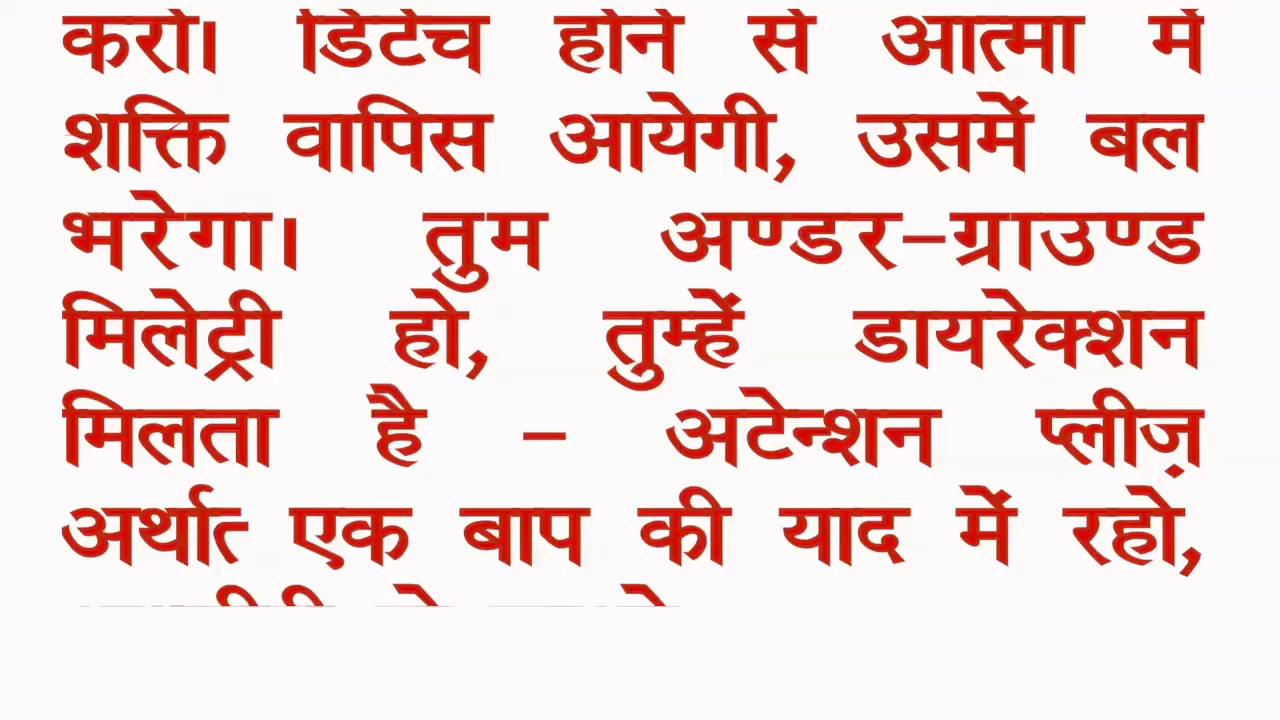 करो। डिटैच होने से आत्मा में
शक्ति वापिस आयेगी, उसमें बल
भरेगा। तुम अण्डर-ग्राउण्ड
मिलेट्री हो, तुम्हें डायरेक्शन
मिलता है - अटेन्शन प्लीज़
अर्थात् एक बाप की याद में रहो,